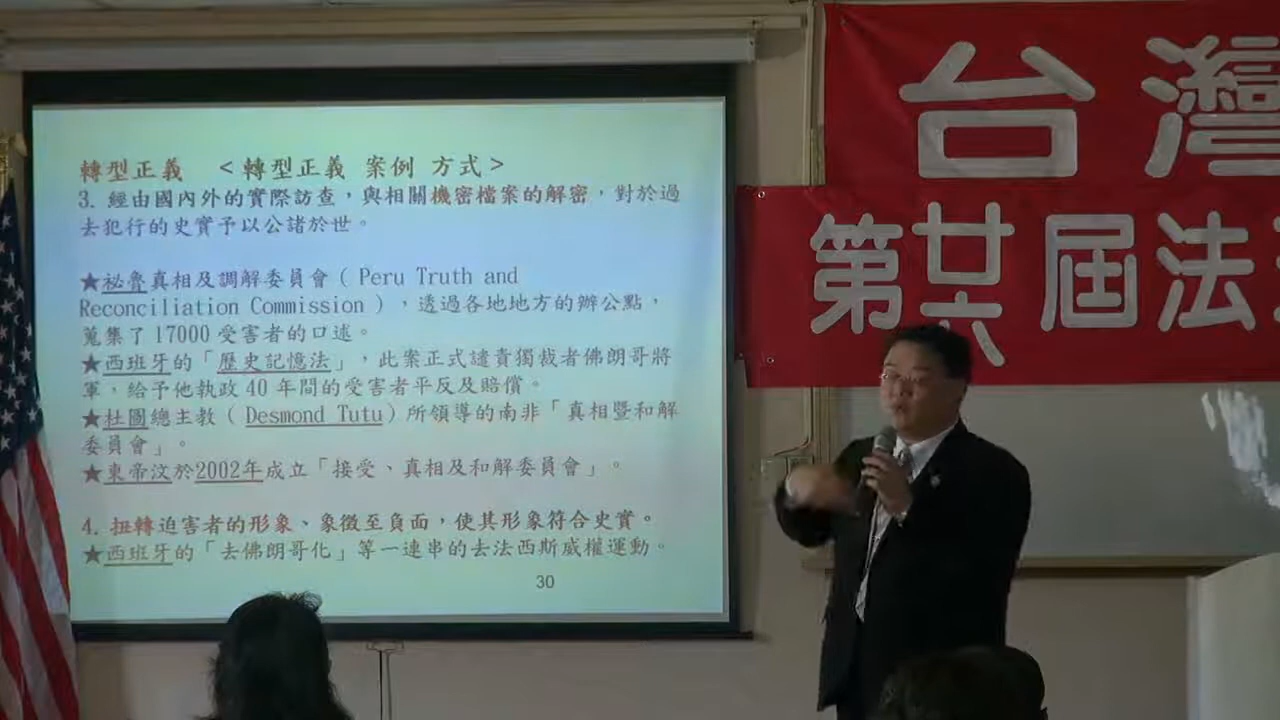 轉型正義 <轉型正義 案例 方式>
3. 經由國內外的實際訪查，與相關機密檔案的解密，對於過
去犯行的史實予以公諸於世。
★祕魯真相及調解委員會( Peru Truth and
Reconciliation Commission )，透過各地地方的辦公點，
蒐集了17000受害者的口述。
★西班牙的「歷史記憶法」，此案正式譴責獨裁者佛朗哥將
軍，給予他執政40年間的受害者平反及賠償。
★杜圖總主教( Desmond Tutu)所領導的南非「真相暨和解
委員會」。
★東帝汶於2002年成立「接受、真相及和解委員會」。
4. 扭轉迫害者的形象、象徵至負面，使其形象符合史實。
★西班牙的「去佛朗哥化」等一連串的去法西斯威權運動。
30
台灣
第廿六屆法